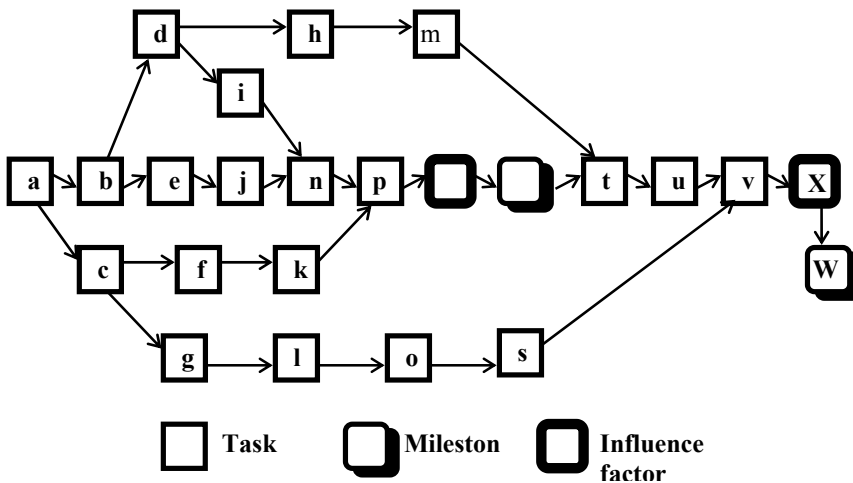 d h m
i
a b e j n p t u v X
c f k W
g l o s
Task Mileston Influence
factor